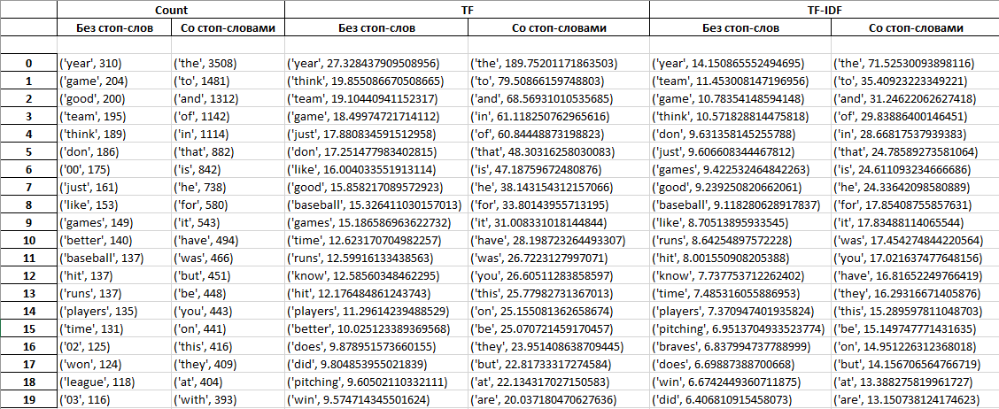 Count TF TF-IDF
Без стоп-слов Со стоп-словами Без стоп-слов Со стоп-словами Без стоп-слов Со стоп-словами
0 ('year', 310) ('the', 3508) ('year', 27.328437909508956) ('the', 189.75201171863503) ('year', 14.150865552494695) ('the', 71.52530093898116)
1 ('game', 204) ('to', 1481) ('think', 19.855086670508665) ('to', 79.50866159748803) ('team', 11.453008147196956) ('to', 35.40923223349221)
2 ('good', 200) ('and', 1312) ('team', 19.10440941152317) ('and', 68.56931010535685) ('game', 10.78354148594148) ('and', 31.24622062627418)
3 ('team', 195) ('of', 1142) ('game', 18.49974721714112) ('in', 61.118250762965616) ('think', 10.571828814475818) ('of', 29.83886400146451)
4 ('think', 189) ('in', 1114) ('just', 17.880834591512958) ('of', 60.84448873198823) ('don', 9.631358145255788) ('in', 28.66817537939383)
5 ('don', 186) ('that', 882) ('don', 17.251477983402815) ('that', 48.30316258030083) ('just', 9.606608344467812) ('that', 24.78589273581064)
6 ('00', 175) ('is', 842) ('like', 16.004033551913114) ('is', 47.18759672480876) ('games', 9.422532464842263) ('is', 24.611093234666686)
7 ('just', 161) ('he', 738) ('good', 15.858217089572923) ('he', 38.143154312157066) ('good', 9.239250820662061) ('he', 24.33642098580889)
8 ('like', 153) ('for', 580) ('baseball', 15.326411030157013) ('for', 33.80143955713195) ('baseball', 9.118280628917837) ('for', 17.85408755857631)
9 ('games', 149) ('it', 543) ('games', 15.186586963622732) ('it', 31.008331018144844) ('like', 8.70513895933545) ('it', 17.83488114065544)
10 ('better', 140) ('have', 494) ('time', 12.623170704982257) ('have', 28.198723264493307) ('runs', 8.64254897572228) ('was', 17.454274844220564)
11 ('baseball', 137) ('was', 466) ('runs', 12.59916133438563) ('was', 26.7223127997071) ('hit', 8.001550908205388) ('you', 17.021637477648156)
12 ('hit', 137) ('but', 451) ('know', 12.58560348462295) ('you', 26.60511283858597) ('know', 7.737753712262402) ('have', 16.81652249766419)
13 ('runs', 137) ('be', 448) ('hit', 12.176484861243743) ('this', 25.77982731367013) ('time', 7.485316055886953) ('they', 16.29316671405876)
14 ('players', 135) ('you', 443) ('players', 11.29614239488529) ('on', 25.155081362658674) ('players', 7.370947401935824) ('this', 15.289597811048703)
15 ('time', 131) ('on', 441) ('better', 10.025123389369568) ('be', 25.070721459170457) ('pitching', 6.9513704933523774) ('be', 15.149747771431635)
16 ('02', 125) ('this', 416) ('does', 9.878951573660155) ('they', 23.951408638709445) ('braves', 6.837994737788999) ('on', 14.951226312368018)
17 ('won', 124) ('they', 409) ('did', 9.804853955021839) ('but', 22.81733317274584) ('does', 6.69887388700668) ('but', 14.156706564766719)
18 ('league', 118) ('at', 404) ('pitching', 9.60502110332111) ('at', 22.134317027150583) ('win', 6.6742449360711875) ('at', 13.388275819961727)
19 ('03', 116) ('with', 393) ('win', 9.574714345501624) ('are', 20.037180470627636) ('did', 6.406810915458073) ('are', 13.150738124174623)